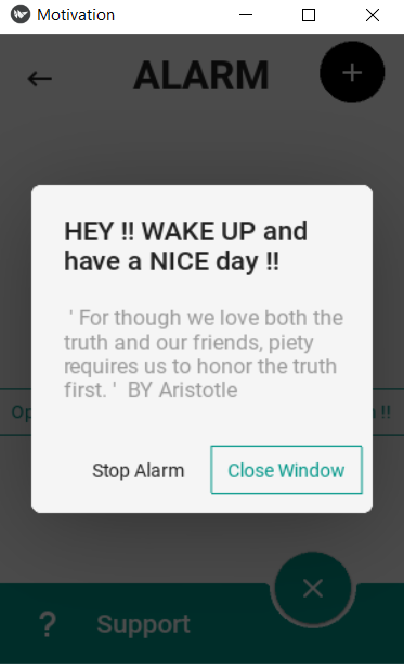 Motivation
ALARM
HEY !! WAKE UP and
have a NICE day !!
' For though we love both the
truth and our friends, piety
requires us to honor the truth
first. ' BY Aristotle
Op
!!
Stop Alarm
Close Window
? Support